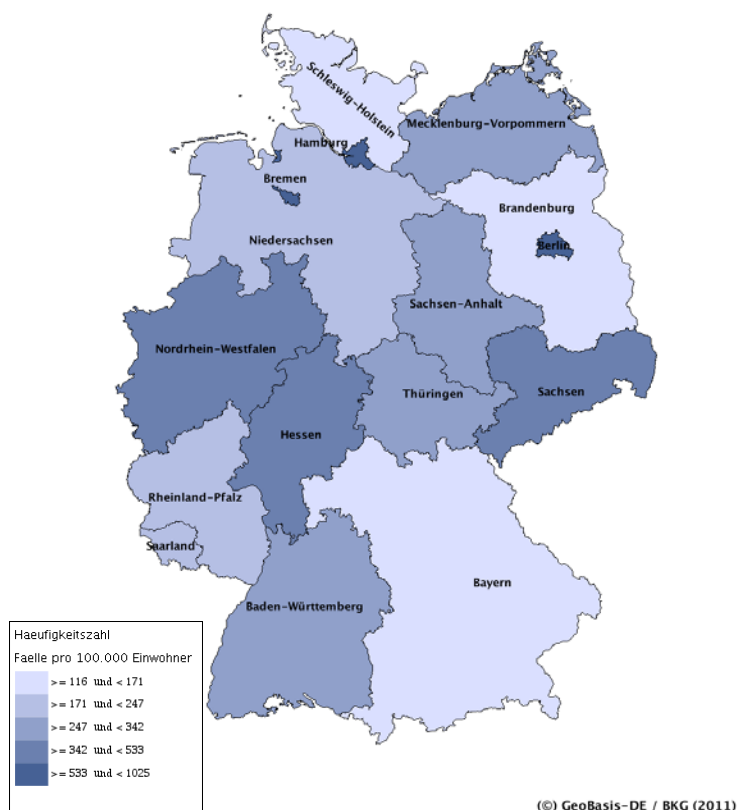 Schleswig-Holstein
Mecklenburg-Vorpommern
Hamburg
Bremen
Brandenburg
Niedersachsen
Berlin
Sachsen-Anhalt
Nordrhein-Westfalen
Thüringen
Sachsen
Hessen
Rheinland-Pfalz
Saarland
Bayern
Baden-Württemberg
Haeufigkeitszahl
Faelle pro 100.000 Einwohner
>= 116 und < 171
>= 171 und < 247
>= 247 und < 342
>= 342 und < 533
>= 533 und < 1025
(©) GeoBasis-DE / BKG (2011)